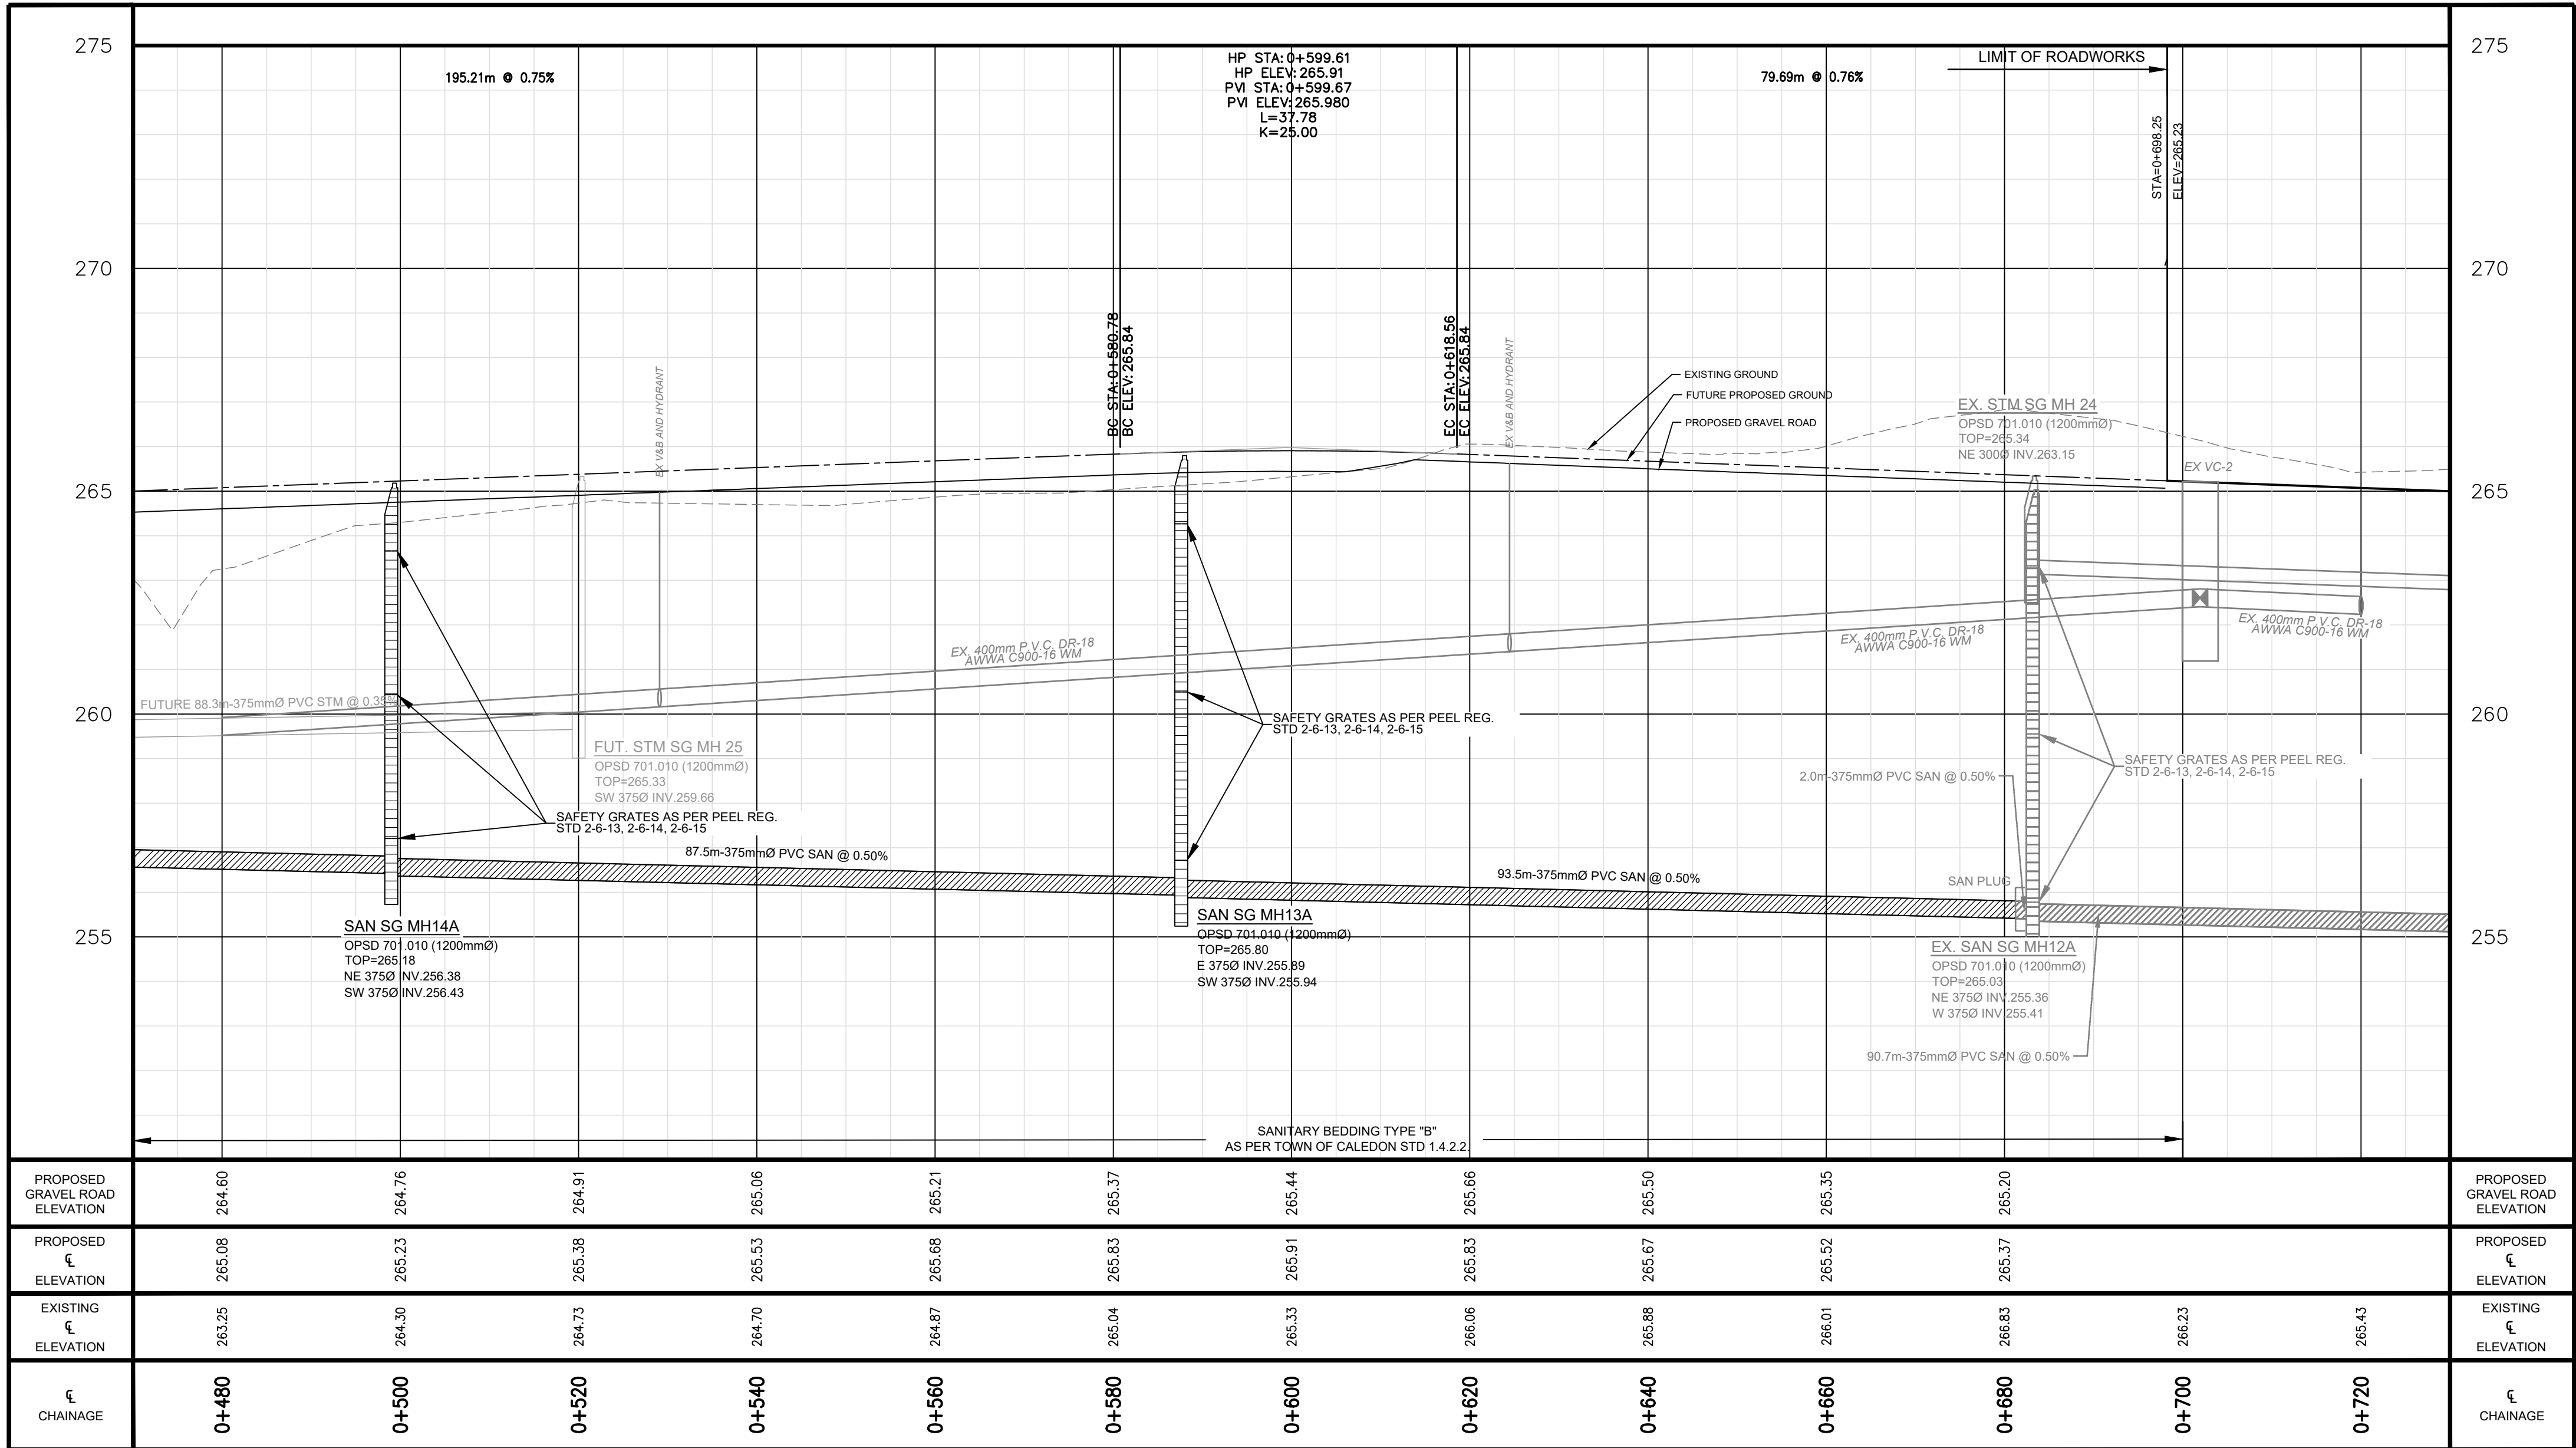 275
195.21m @ 0.75%
HP STA: 0+599.61
HP ELEV: 265.91
PVI STA: 0+599.67
PVI ELEV: 265.980
L=37.78
K=25.00
79.69m @ 0.76%
LIMIT OF ROADWORKS
275
STA=0+698.25
ELEV=265.23
270
270
BC STA: 0+580.78
BC ELEV: 265.84
EC STA: 0+618.56
EC ELEV: 265.84
EX V&B AND HYDRANT
EX V&B AND HYDRANT
EXISTING GROUND
FUTURE PROPOSED GROUND
PROPOSED GRAVEL ROAD
EX. STM SG MH 24
OPSD 701.010 (1200mmØ)
TOP=265.34
NE 300Ø INV.263.15
EX VC-2
265
265
EX. 400mm P.V.C. DR-18
AWWA C900-16 WM
EX. 400mm P.V.C. DR-18
AWWA C900-16 WM
EX. 400mm P.V.C. DR-18
AWWA C900-16 WM
FUTURE 88.3m-375mmØ PVC STM @ 0.35%
260
260
FUT. STM SG MH 25
OPSD 701.010 (1200mmØ)
TOP=265.33
SW 375Ø INV.259.66
SAFETY GRATES AS PER PEEL REG.
STD 2-6-13, 2-6-14, 2-6-15
SAFETY GRATES AS PER PEEL REG.
STD 2-6-13, 2-6-14, 2-6-15
SAFETY GRATES AS PER PEEL REG.
STD 2-6-13, 2-6-14, 2-6-15
2.0m-375mmØ PVC SAN @ 0.50%
87.5m-375mmØ PVC SAN @ 0.50%
93.5m-375mmØ PVC SAN @ 0.50%
SAN PLUG
255
255
SAN SG MH14A
OPSD 701.010 (1200mmØ)
TOP=265.18
NE 375Ø INV.256.38
SW 375Ø INV.256.43
SAN SG MH13A
OPSD 701.010 (1200mmØ)
TOP=265.80
E 375Ø INV.255.89
SW 375Ø INV.255.94
EX. SAN SG MH12A
OPSD 701.010 (1200mmØ)
TOP=265.03
NE 375Ø INV.255.36
W 375Ø INV.255.41
90.7m-375mmØ PVC SAN @ 0.50%
SANITARY BEDDING TYPE "B"
AS PER TOWN OF CALEDON STD 1.4.2.2.
PROPOSED
GRAVEL ROAD
ELEVATION
264.60
264.76
264.91
265.06
265.21
265.37
265.44
265.66
265.50
265.35
265.20
PROPOSED
GRAVEL ROAD
ELEVATION
PROPOSED
℄
ELEVATION
265.08
265.23
265.38
265.53
265.68
265.83
265.91
265.83
265.67
265.52
265.37
PROPOSED
℄
ELEVATION
EXISTING
℄
ELEVATION
263.25
264.30
264.73
264.70
264.87
265.04
265.33
266.06
265.88
266.01
266.83
266.23
265.43
EXISTING
℄
ELEVATION
℄
CHAINAGE
0+480
0+500
0+520
0+540
0+560
0+580
0+600
0+620
0+640
0+660
0+680
0+700
0+720
℄
CHAINAGE